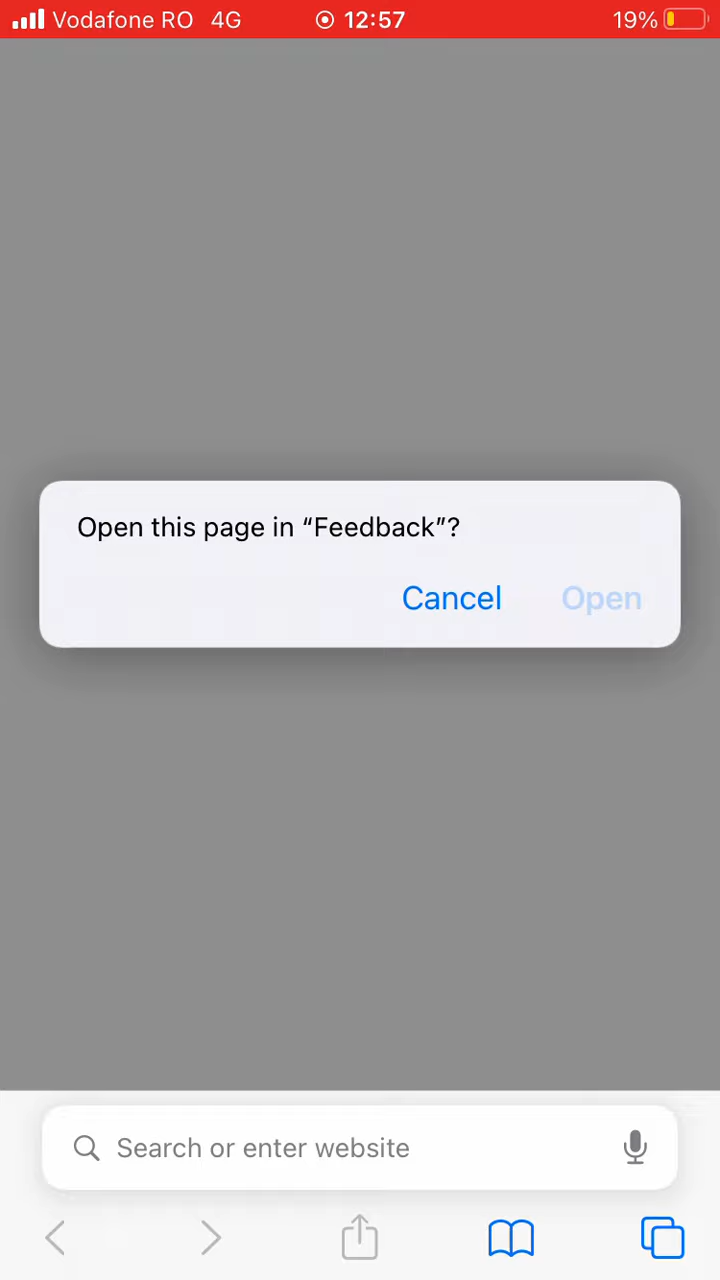 Vodafone RO 4G 12:57 19%
Open this page in “Feedback”?
Cancel Open
Search or enter website